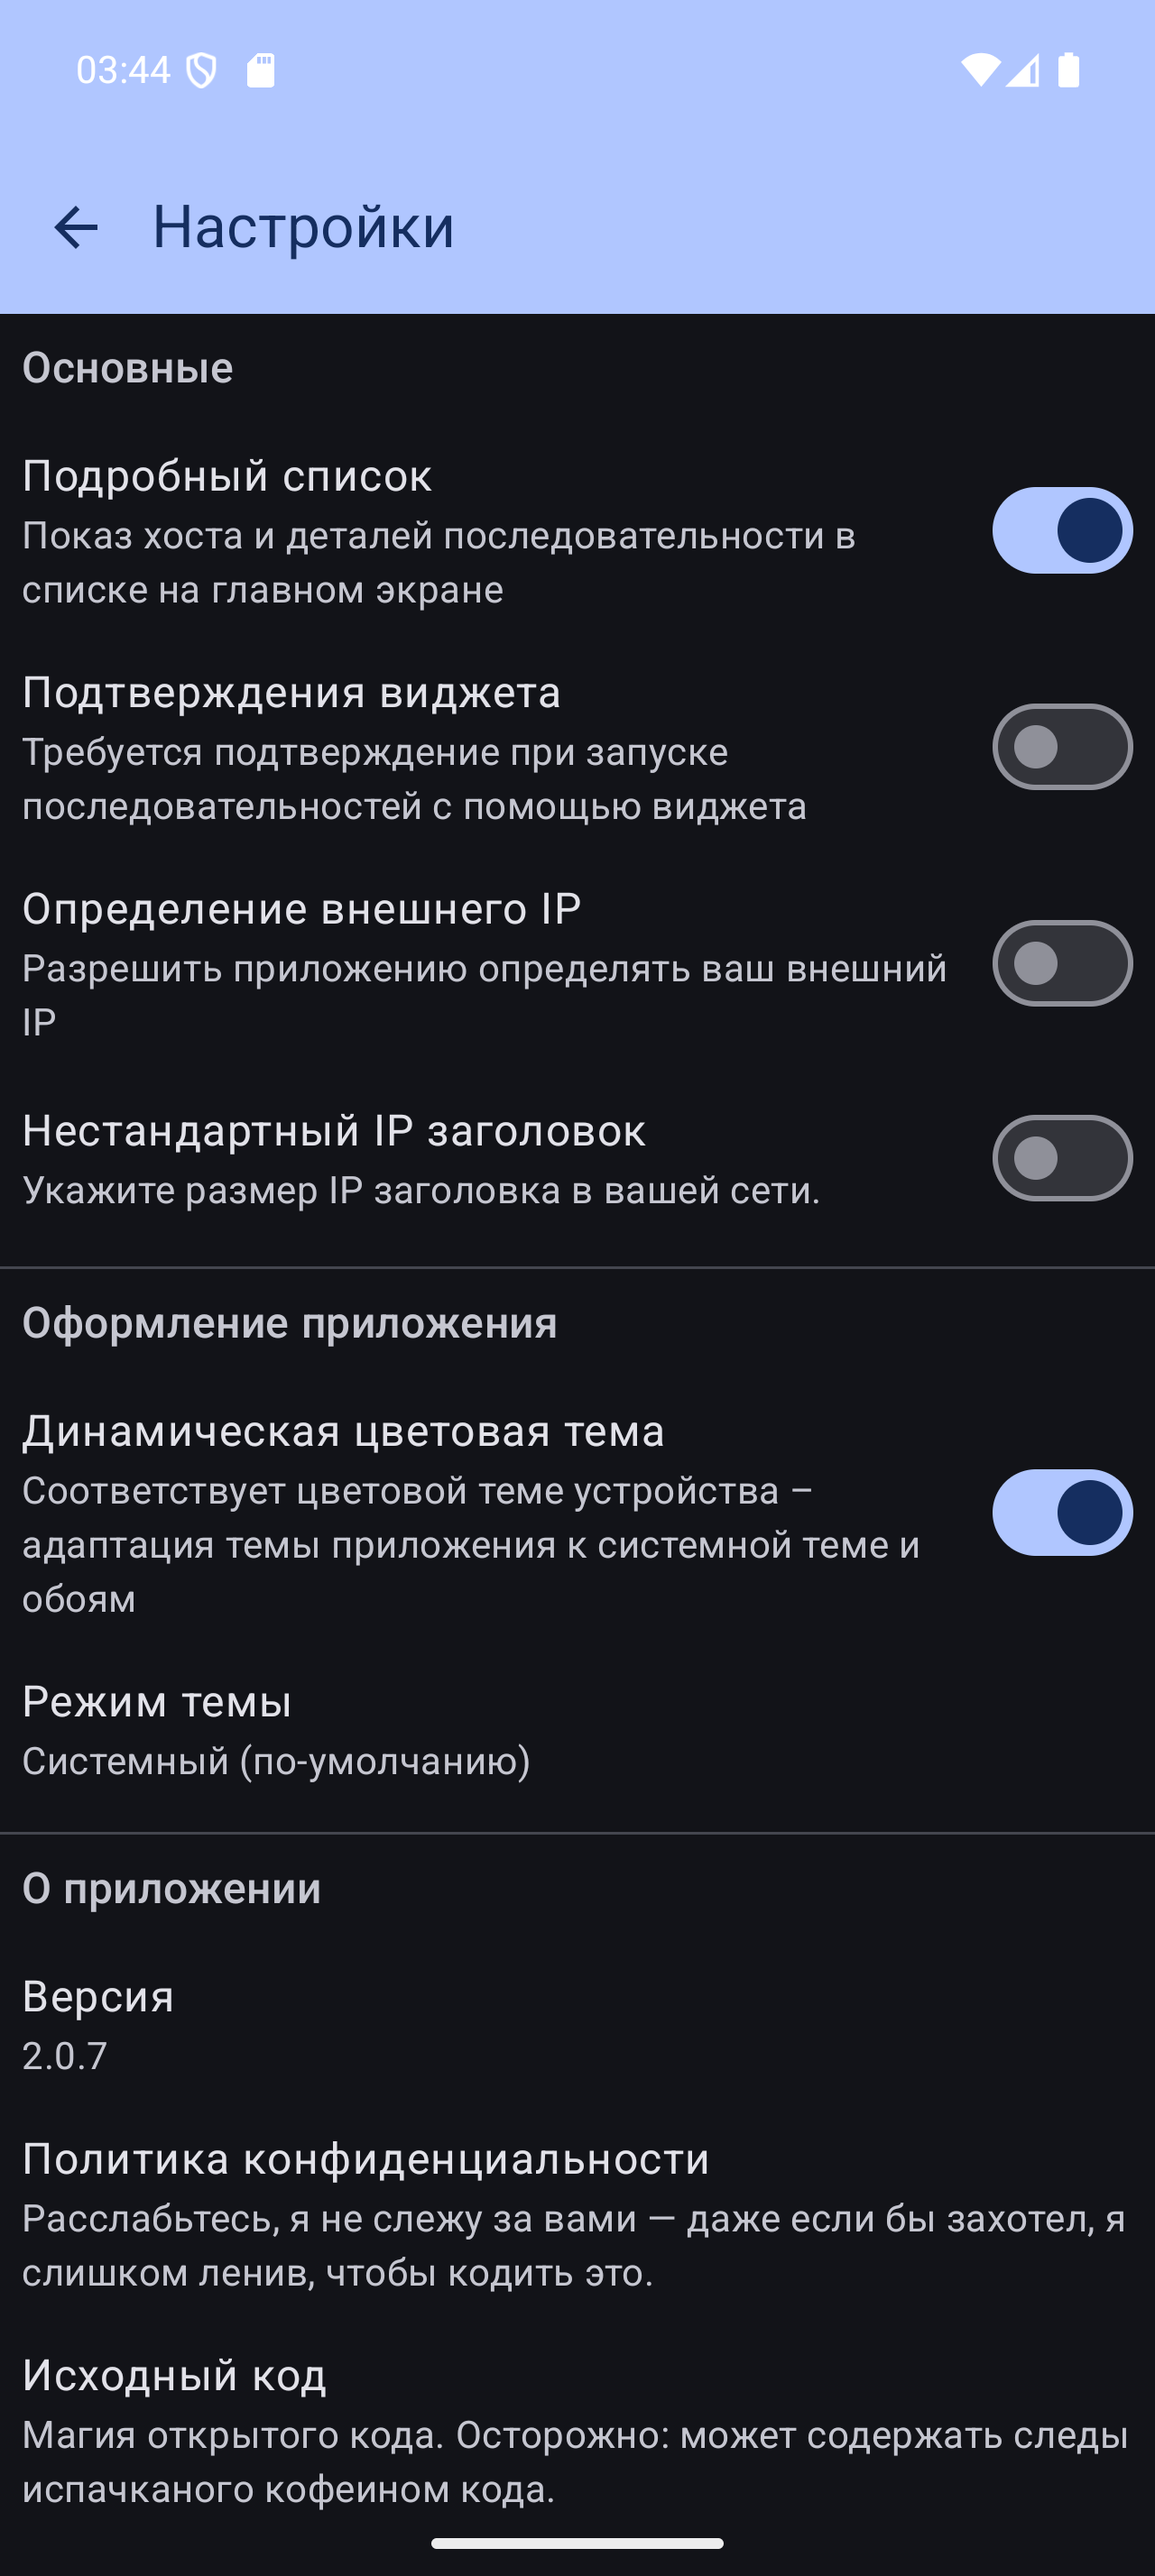 03:44
Настройки
Основные
Подробный список
Показ хоста и деталей последовательности в
списке на главном экране
Подтверждения виджета
Требуется подтверждение при запуске
последовательностей с помощью виджета
Определение внешнего IP
Разрешить приложению определять ваш внешний
IP
Нестандартный IP заголовок
Укажите размер IP заголовка в вашей сети.
Оформление приложения
Динамическая цветовая тема
Соответствует цветовой теме устройства –
адаптация темы приложения к системной теме и
обоям
Режим темы
Системный (по-умолчанию)
О приложении
Версия
2.0.7
Политика конфиденциальности
Расслабьтесь, я не слежу за вами — даже если бы захотел, я
слишком ленив, чтобы кодить это.
Исходный код
Магия открытого кода. Осторожно: может содержать следы
испачканого кофеином кода.